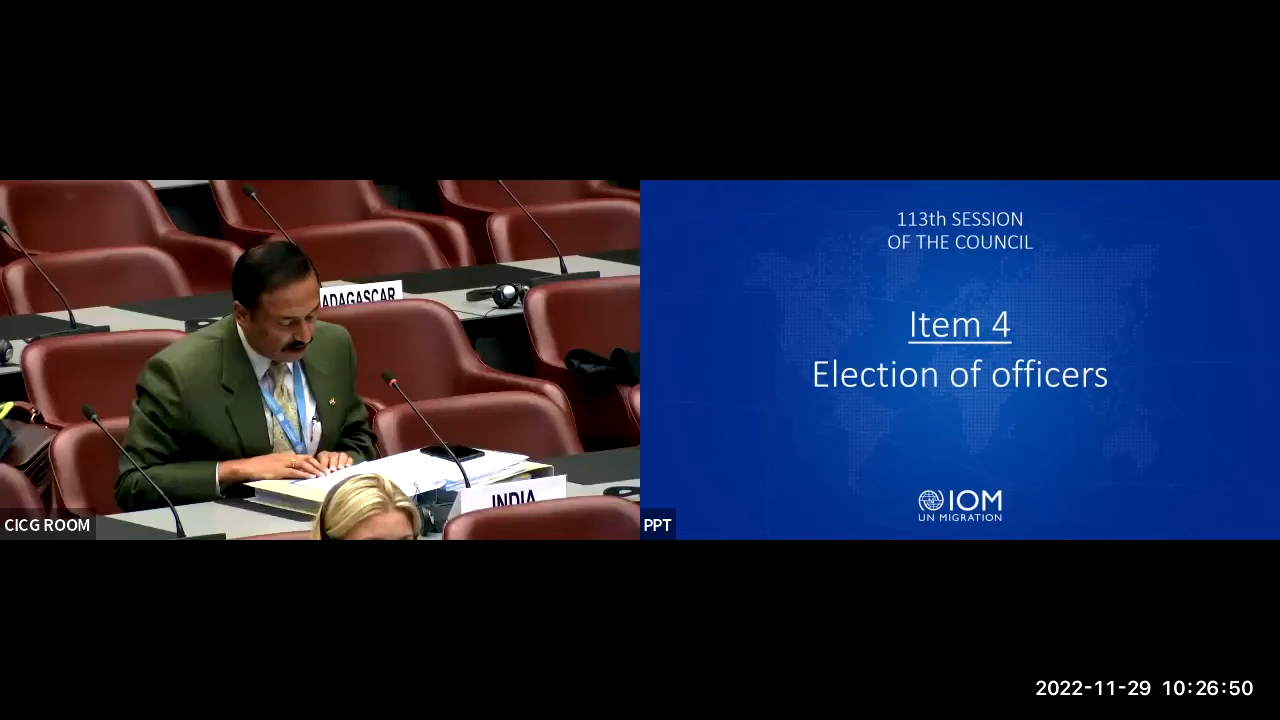 ADAGASCAR
INDIA
CICG ROOM
113th SESSION
OF THE COUNCIL
Item 4
Election of officers
IOM
UN MIGRATION
PPT
2022-11-29 10:26:50